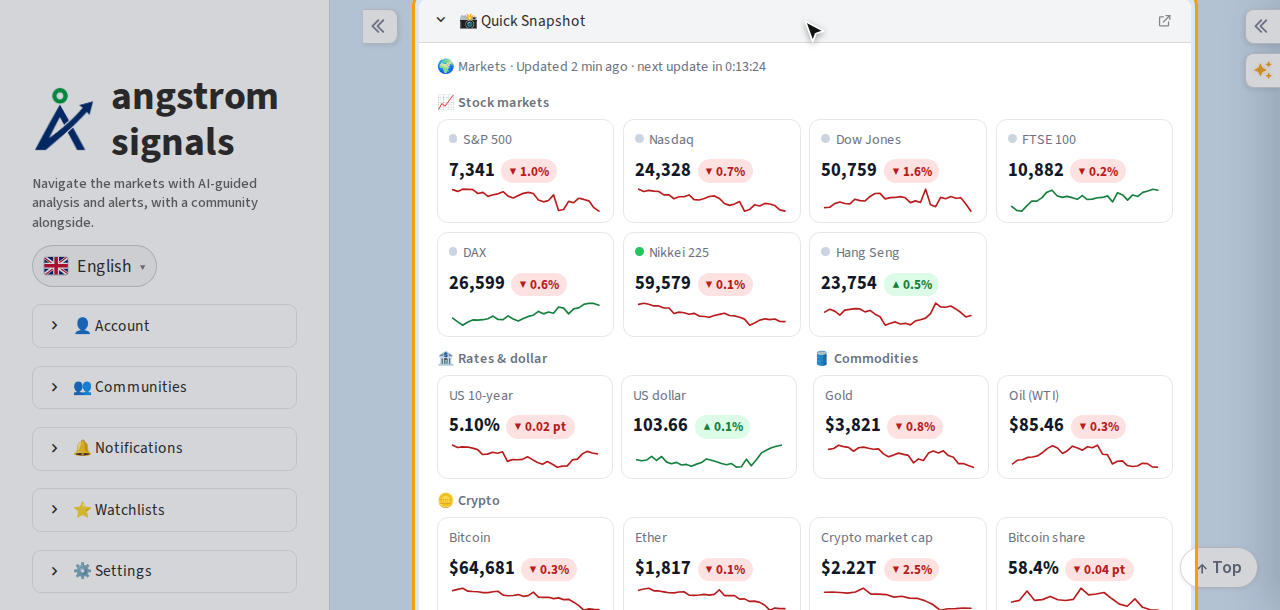 angstrom
signals
Navigate the markets with AI-guided
analysis and alerts, with a community
alongside.
English
Account
Communities
Notifications
Watchlists
Settings
Quick Snapshot
Markets · Updated 2 min ago · next update in 0:13:24
Stock markets
S&P 500
7,341 ▼ 1.0%
Nasdaq
24,328 ▼ 0.7%
Dow Jones
50,759 ▼ 1.6%
FTSE 100
10,882 ▼ 0.2%
DAX
26,599 ▼ 0.6%
Nikkei 225
59,579 ▼ 0.1%
Hang Seng
23,754 ▲ 0.5%
Rates & dollar
US 10-year
5.10% ▼ 0.02 pt
US dollar
103.66 ▲ 0.1%
Commodities
Gold
$3,821 ▼ 0.8%
Oil (WTI)
$85.46 ▼ 0.3%
Crypto
Bitcoin
$64,681 ▼ 0.3%
Ether
$1,817 ▼ 0.1%
Crypto market cap
$2.22T ▼ 2.5%
Bitcoin share
58.4% ▼ 0.04 pt
↑ Top